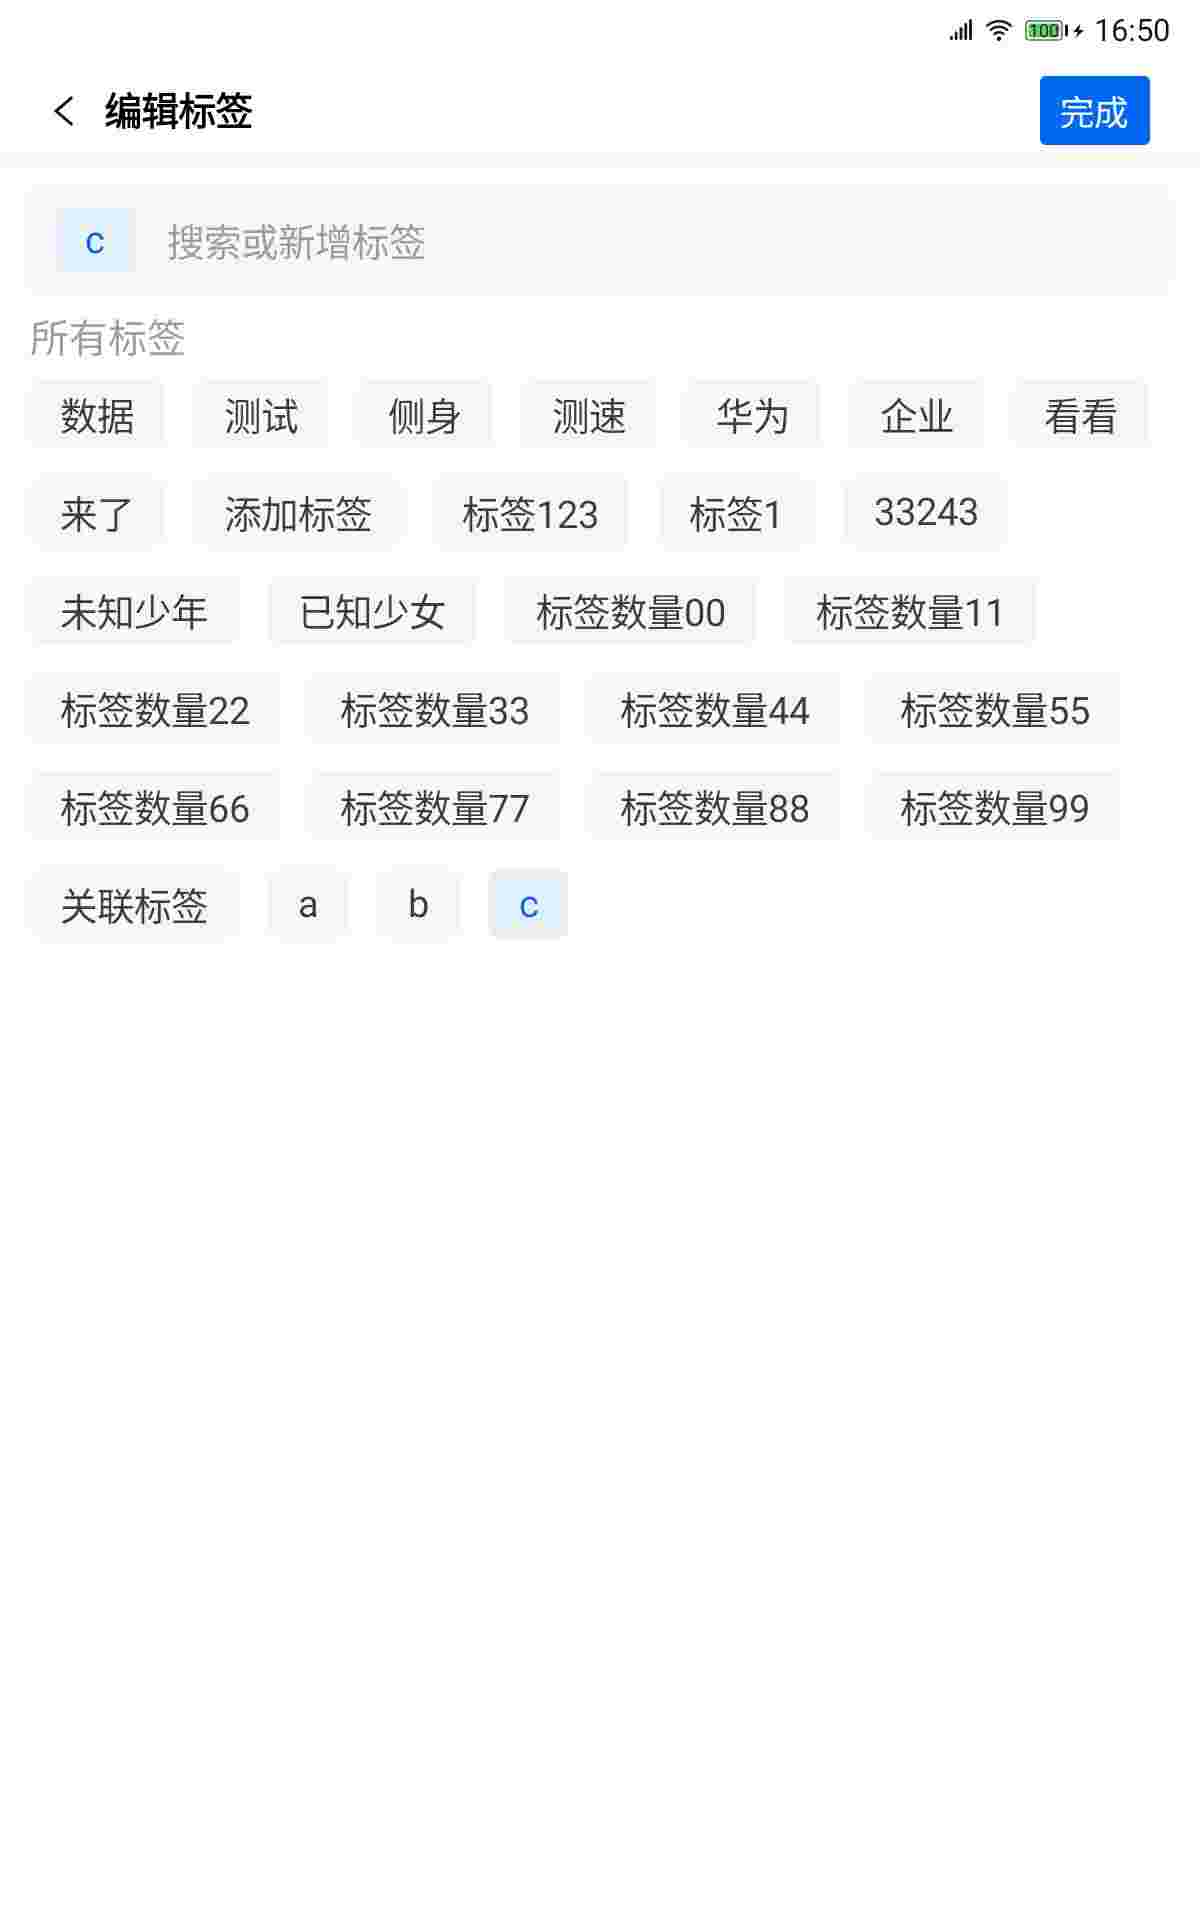 100 16:50
编辑标签 完成
c 搜索或新增标签
所有标签
数据 测试 侧身 测速 华为 企业 看看
来了 添加标签 标签123 标签1 33243
未知少年 已知少女 标签数量00 标签数量11
标签数量22 标签数量33 标签数量44 标签数量55
标签数量66 标签数量77 标签数量88 标签数量99
关联标签 a b c